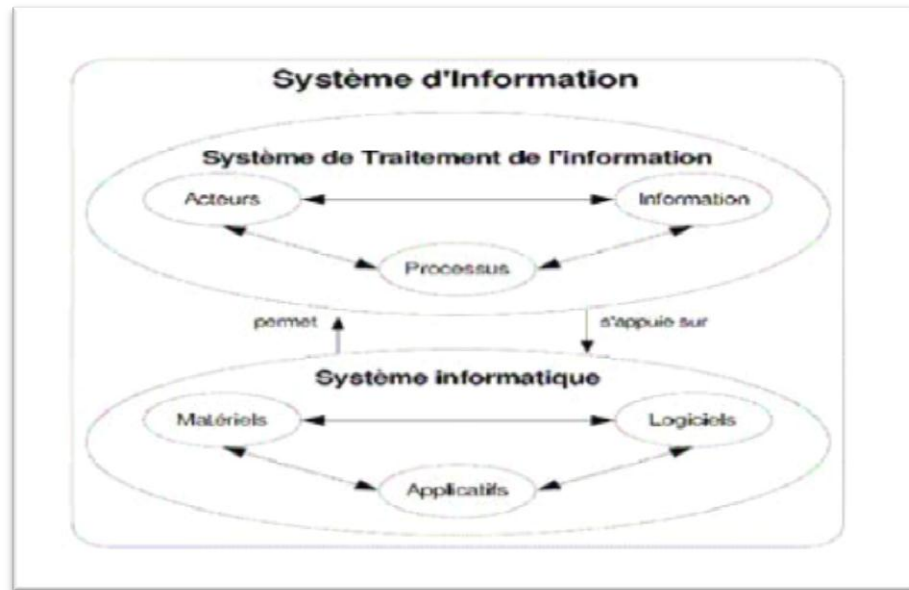 Système d'Information
Système de Traitement de l'information
Acteurs
Information
Processus
permet
s'appuie sur
Système informatique
Matériels
Logiciels
Applicatifs